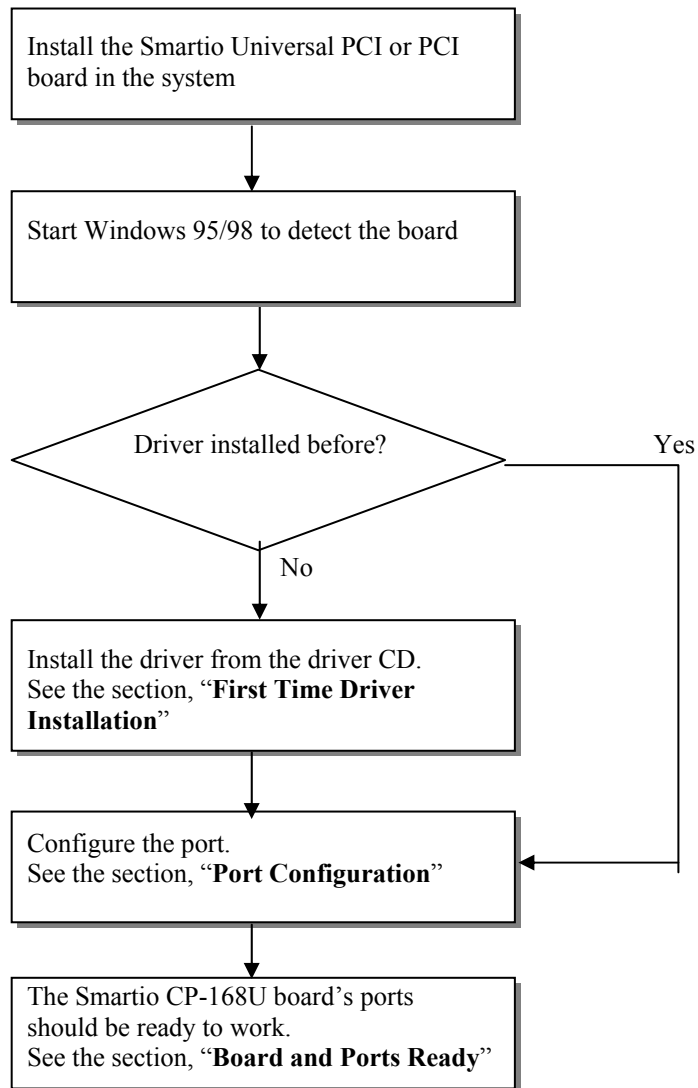 Install the Smartio Universal PCI or PCI
board in the system
Start Windows 95/98 to detect the board
Driver installed before?
Yes
No
Install the driver from the driver CD.
See the section, “First Time Driver
Installation”
Configure the port.
See the section, “Port Configuration”
The Smartio CP-168U board’s ports
should be ready to work.
See the section, “Board and Ports Ready”